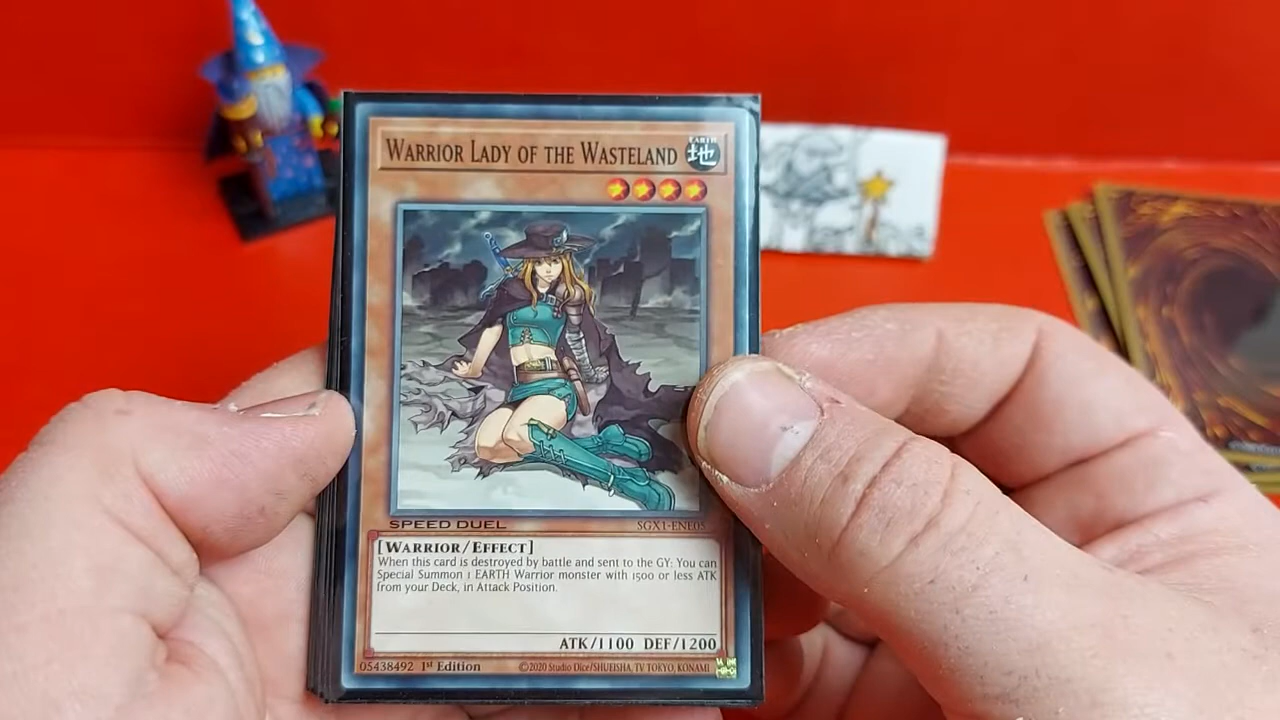 WARRIOR LADY OF THE WASTELAND
EARTH
地
SPEED DUEL
SGX1-ENE05
[WARRIOR/EFFECT]
When this card is destroyed by battle and sent to the GY: You can
Special Summon 1 EARTH Warrior monster with 1500 or less ATK
from your Deck, in Attack Position.
ATK/1100 DEF/1200
05438492 1st Edition ©2020 Studio Dice/SHUEISHA, TV TOKYO, KONAMI